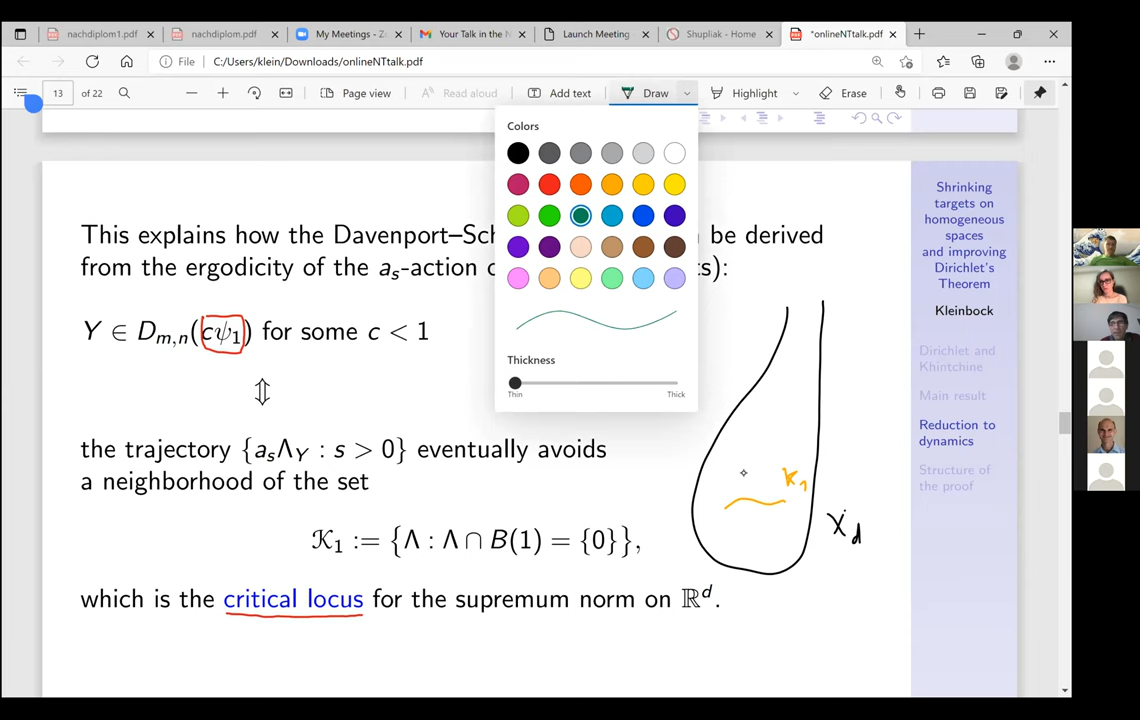 nachdiplom1.pdf
nachdiplom.pdf
My Meetings - Z
Your Talk in the N
Launch Meeting
Shupliak - Home
*onlineNTtalk.pdf
File
C:/Users/klein/Downloads/onlineNTtalk.pdf
13 of 22
Page view
Read aloud
Add text
Draw
Highlight
Erase
Colors
Thickness
Thin
Thick
This explains how the Davenport–Sch be derived
from the ergodicity of the aₛ-action s):
Y ∈ Dₘ,ₙ(cψ₁) for some c < 1
⇕
the trajectory {aₛΛ_Y : s > 0} eventually avoids
a neighborhood of the set
𝒦₁ := {Λ : Λ ∩ B(1) = {0}},
which is the critical locus for the supremum norm on ℝᵈ.
K₁
X_d
Shrinking
targets on
homogeneous
spaces
and improving
Dirichlet's
Theorem
Kleinbock
Dirichlet and
Khintchine
Main result
Reduction to
dynamics
Structure of
the proof